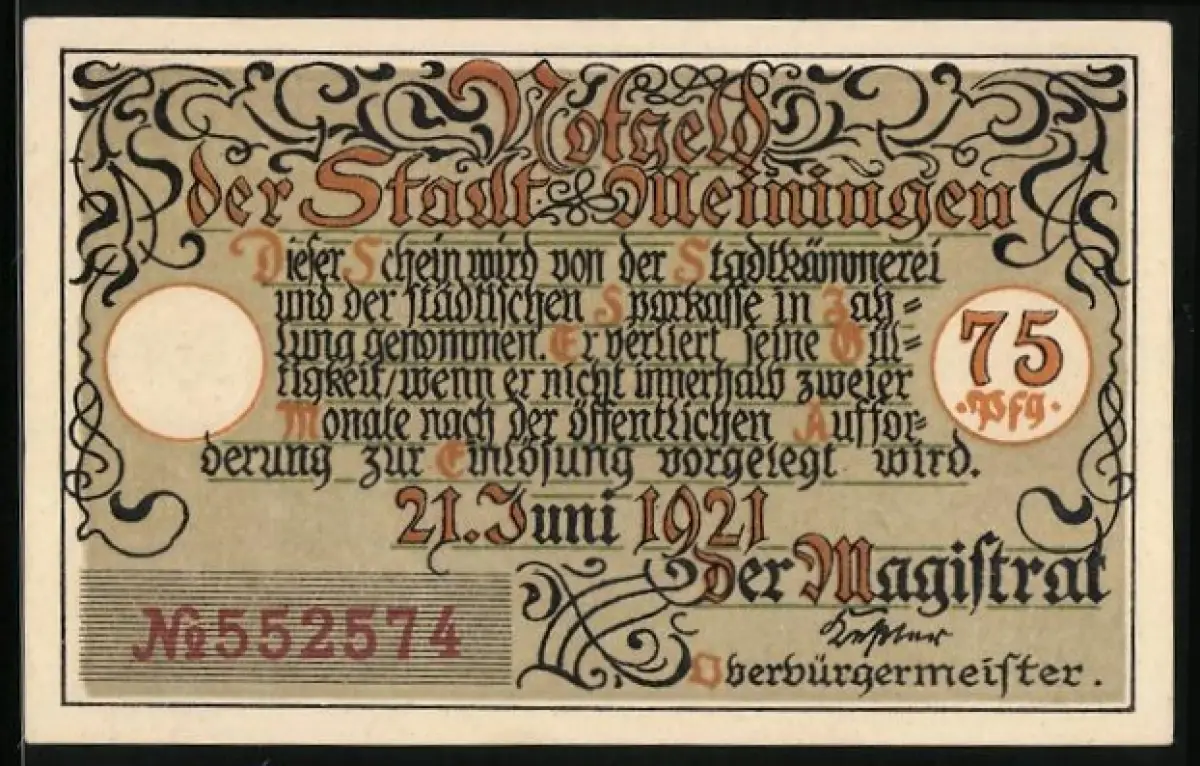 Notgeld
der Stadt Meiningen
Dieser Schein wird von der Stadtkämmerei
und der städtischen Sparkasse in Zah=
lung genommen. Er verliert seine Gül=
tigkeit/wenn er nicht innerhalb zweier
Monate nach der öffentlichen Auffor=
derung zur Einlösung vorgelegt wird.
75
·Pfg·
21. Juni 1921
der Magistrat
№552574
Oberbürgermeister.